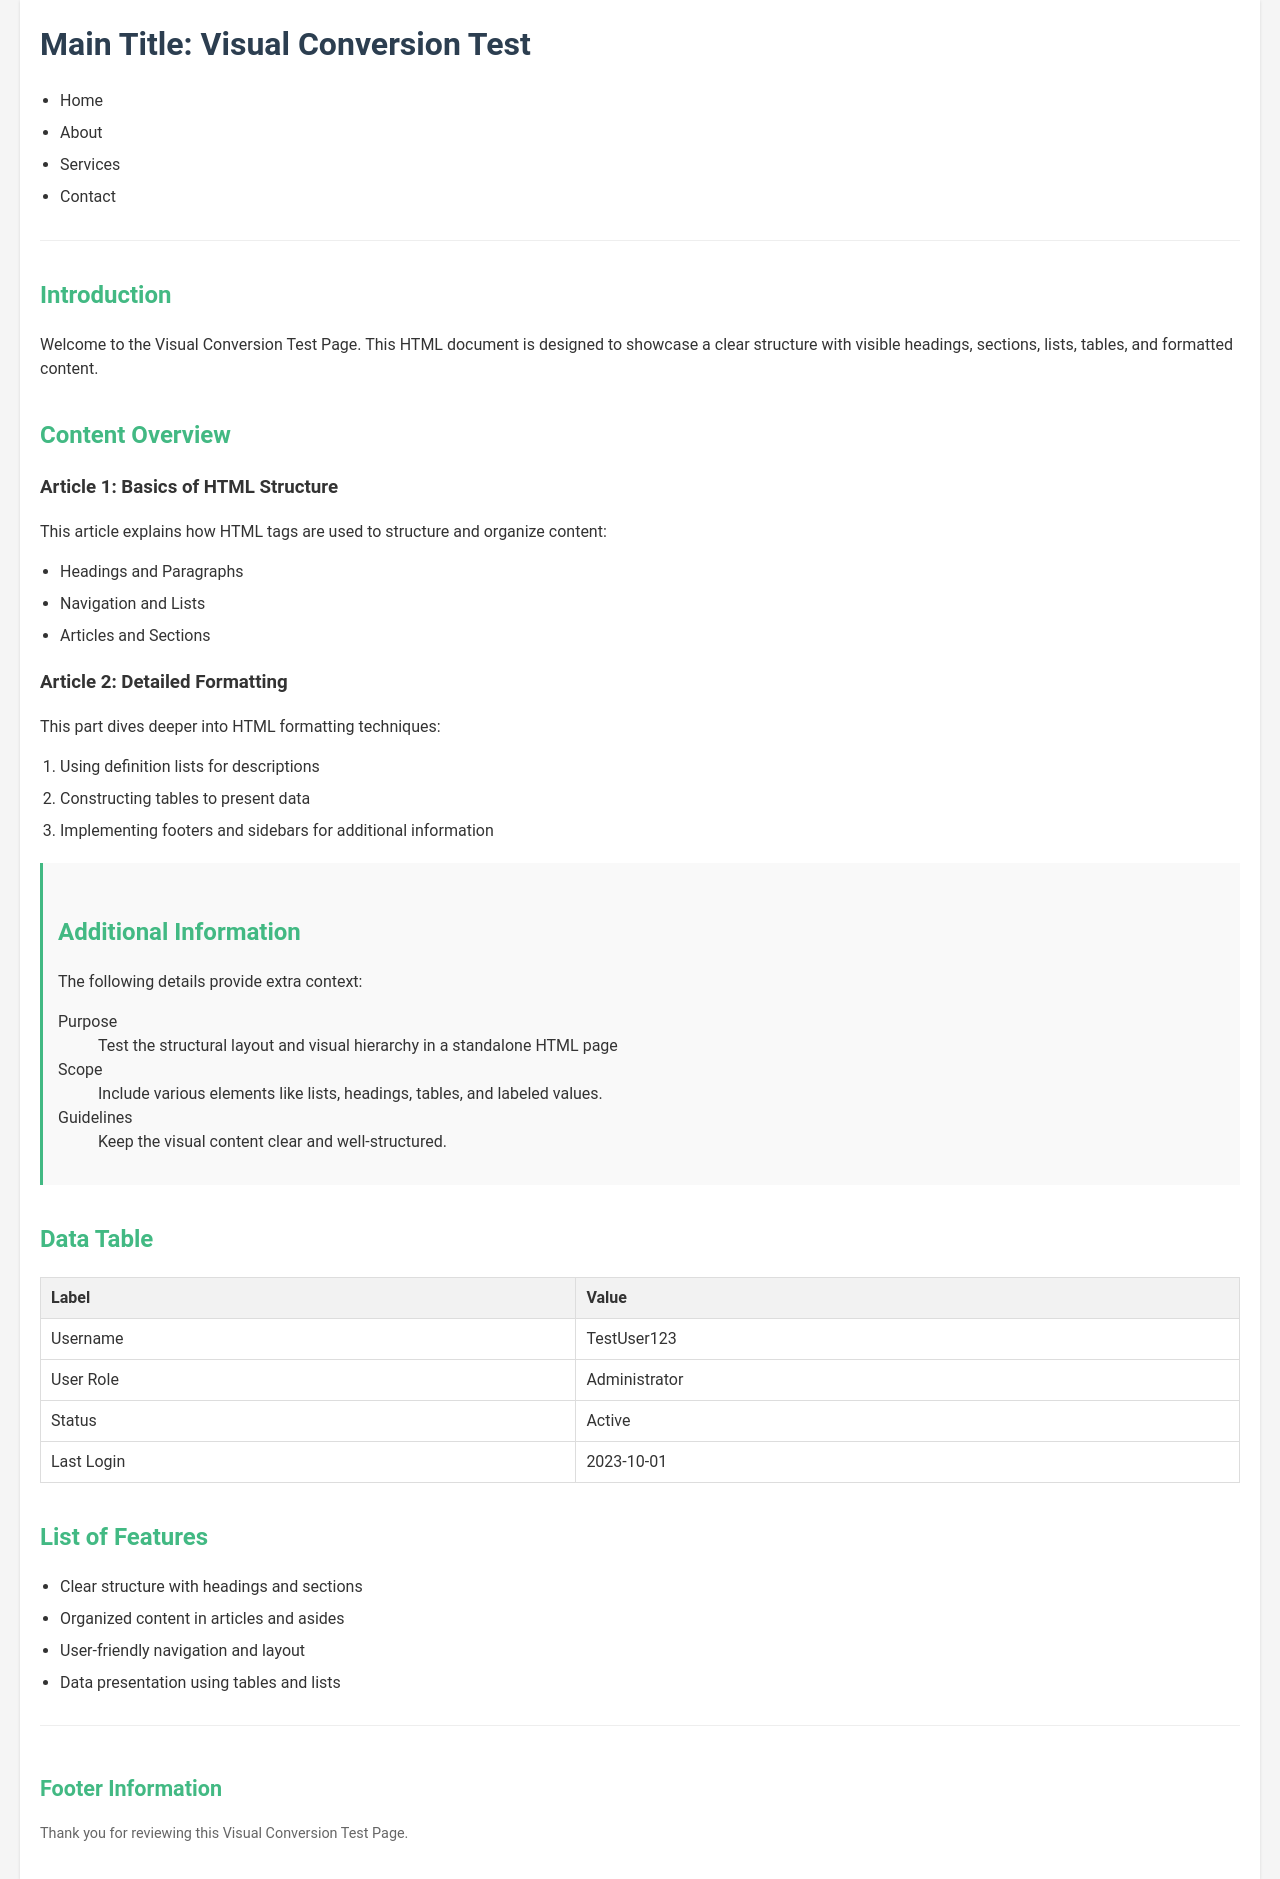 Main Title: Visual Conversion Test
Home
About
Services
Contact
Introduction
Welcome to the Visual Conversion Test Page. This HTML document is designed to showcase a clear structure with visible headings, sections, lists, tables, and formatted
content.
Content Overview
Article 1: Basics of HTML Structure
This article explains how HTML tags are used to structure and organize content:
Headings and Paragraphs
Navigation and Lists
Articles and Sections
Article 2: Detailed Formatting
This part dives deeper into HTML formatting techniques:
1. Using definition lists for descriptions
2. Constructing tables to present data
3. Implementing footers and sidebars for additional information
Additional Information
The following details provide extra context:
Purpose
Test the structural layout and visual hierarchy in a standalone HTML page
Scope
Include various elements like lists, headings, tables, and labeled values.
Guidelines
Keep the visual content clear and well-structured.
Data Table
Label Value
Username TestUser123
User Role Administrator
Status Active
Last Login 2023-10-01
List of Features
Clear structure with headings and sections
Organized content in articles and asides
User-friendly navigation and layout
Data presentation using tables and lists
Footer Information
Thank you for reviewing this Visual Conversion Test Page.